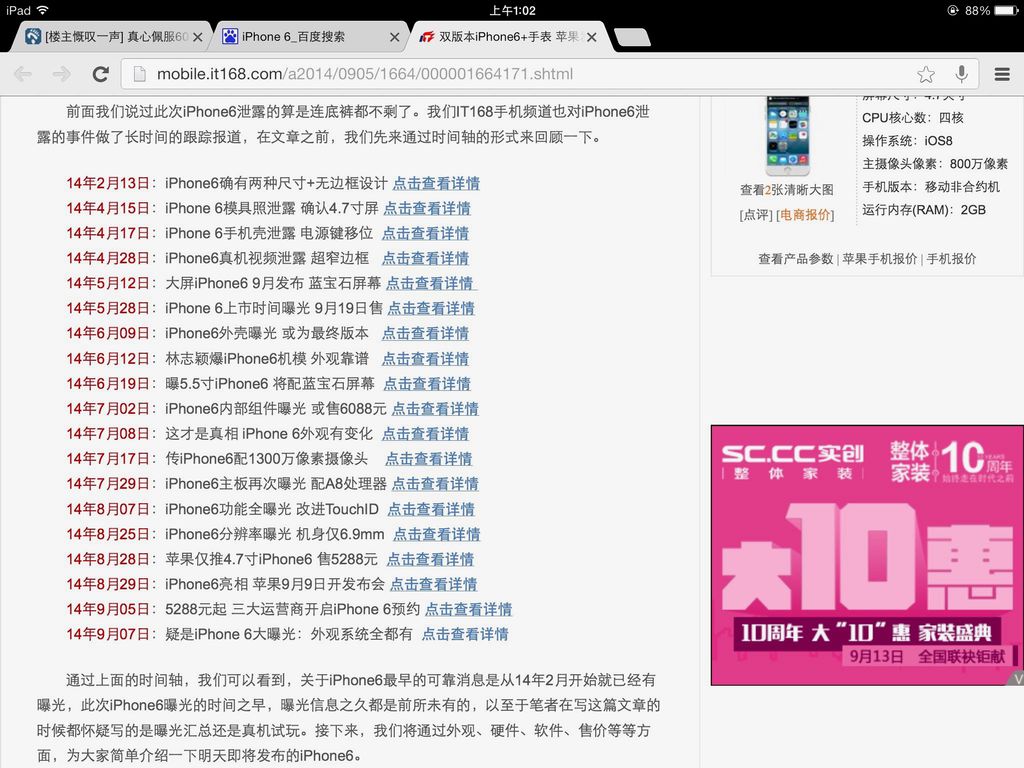 iPad
上午1:02
88%
[楼主慨叹一声] 真心佩服60
iPhone 6_百度搜索
双版本iPhone6+手表 苹果
mobile.it168.com/a2014/0905/1664/000001664171.shtml
前面我们说过此次iPhone6泄露的算是连底裤都不剩了。我们IT168手机频道也对iPhone6泄
露的事件做了长时间的跟踪报道，在文章之前，我们先来通过时间轴的形式来回顾一下。
14年2月13日：iPhone6确有两种尺寸+无边框设计 点击查看详情
14年4月15日：iPhone 6模具照泄露 确认4.7寸屏 点击查看详情
14年4月17日：iPhone 6手机壳泄露 电源键移位 点击查看详情
14年4月28日：iPhone6真机视频泄露 超窄边框 点击查看详情
14年5月12日：大屏iPhone6 9月发布 蓝宝石屏幕 点击查看详情
14年5月28日：iPhone 6上市时间曝光 9月19日售 点击查看详情
14年6月09日：iPhone6外壳曝光 或为最终版本 点击查看详情
14年6月12日：林志颖爆iPhone6机模 外观靠谱 点击查看详情
14年6月19日：曝5.5寸iPhone6 将配蓝宝石屏幕 点击查看详情
14年7月02日：iPhone6内部组件曝光 或售6088元 点击查看详情
14年7月08日：这才是真相 iPhone 6外观有变化 点击查看详情
14年7月17日：传iPhone6配1300万像素摄像头 点击查看详情
14年7月29日：iPhone6主板再次曝光 配A8处理器 点击查看详情
14年8月07日：iPhone6功能全曝光 改进TouchID 点击查看详情
14年8月25日：iPhone6分辨率曝光 机身仅6.9mm 点击查看详情
14年8月28日：苹果仅推4.7寸iPhone6 售5288元 点击查看详情
14年8月29日：iPhone6亮相 苹果9月9日开发布会 点击查看详情
14年9月05日：5288元起 三大运营商开启iPhone 6预约 点击查看详情
14年9月07日：疑是iPhone 6大曝光：外观系统全都有 点击查看详情
通过上面的时间轴，我们可以看到，关于iPhone6最早的可靠消息是从14年2月开始就已经有
曝光，此次iPhone6曝光的时间之早，曝光信息之久都是前所未有的，以至于笔者在写这篇文章的
时候都怀疑写的是曝光汇总还是真机试玩。接下来，我们将通过外观、硬件、软件、售价等等方
面，为大家简单介绍一下明天即将发布的iPhone6。
屏幕尺寸：4.7英寸
CPU核心数：四核
操作系统：iOS8
主摄像头像素：800万像素
手机版本：移动非合约机
运行内存(RAM)：2GB
查看2张清晰大图
[点评] [电商报价]
查看产品参数 | 苹果手机报价 | 手机报价
SC.CC实创
整体家装
整体家装 10周年
YEARS
始终走在时代之前
大10惠
10周年 大“10”惠 家装盛典
9月13日 全国联袂钜献
V